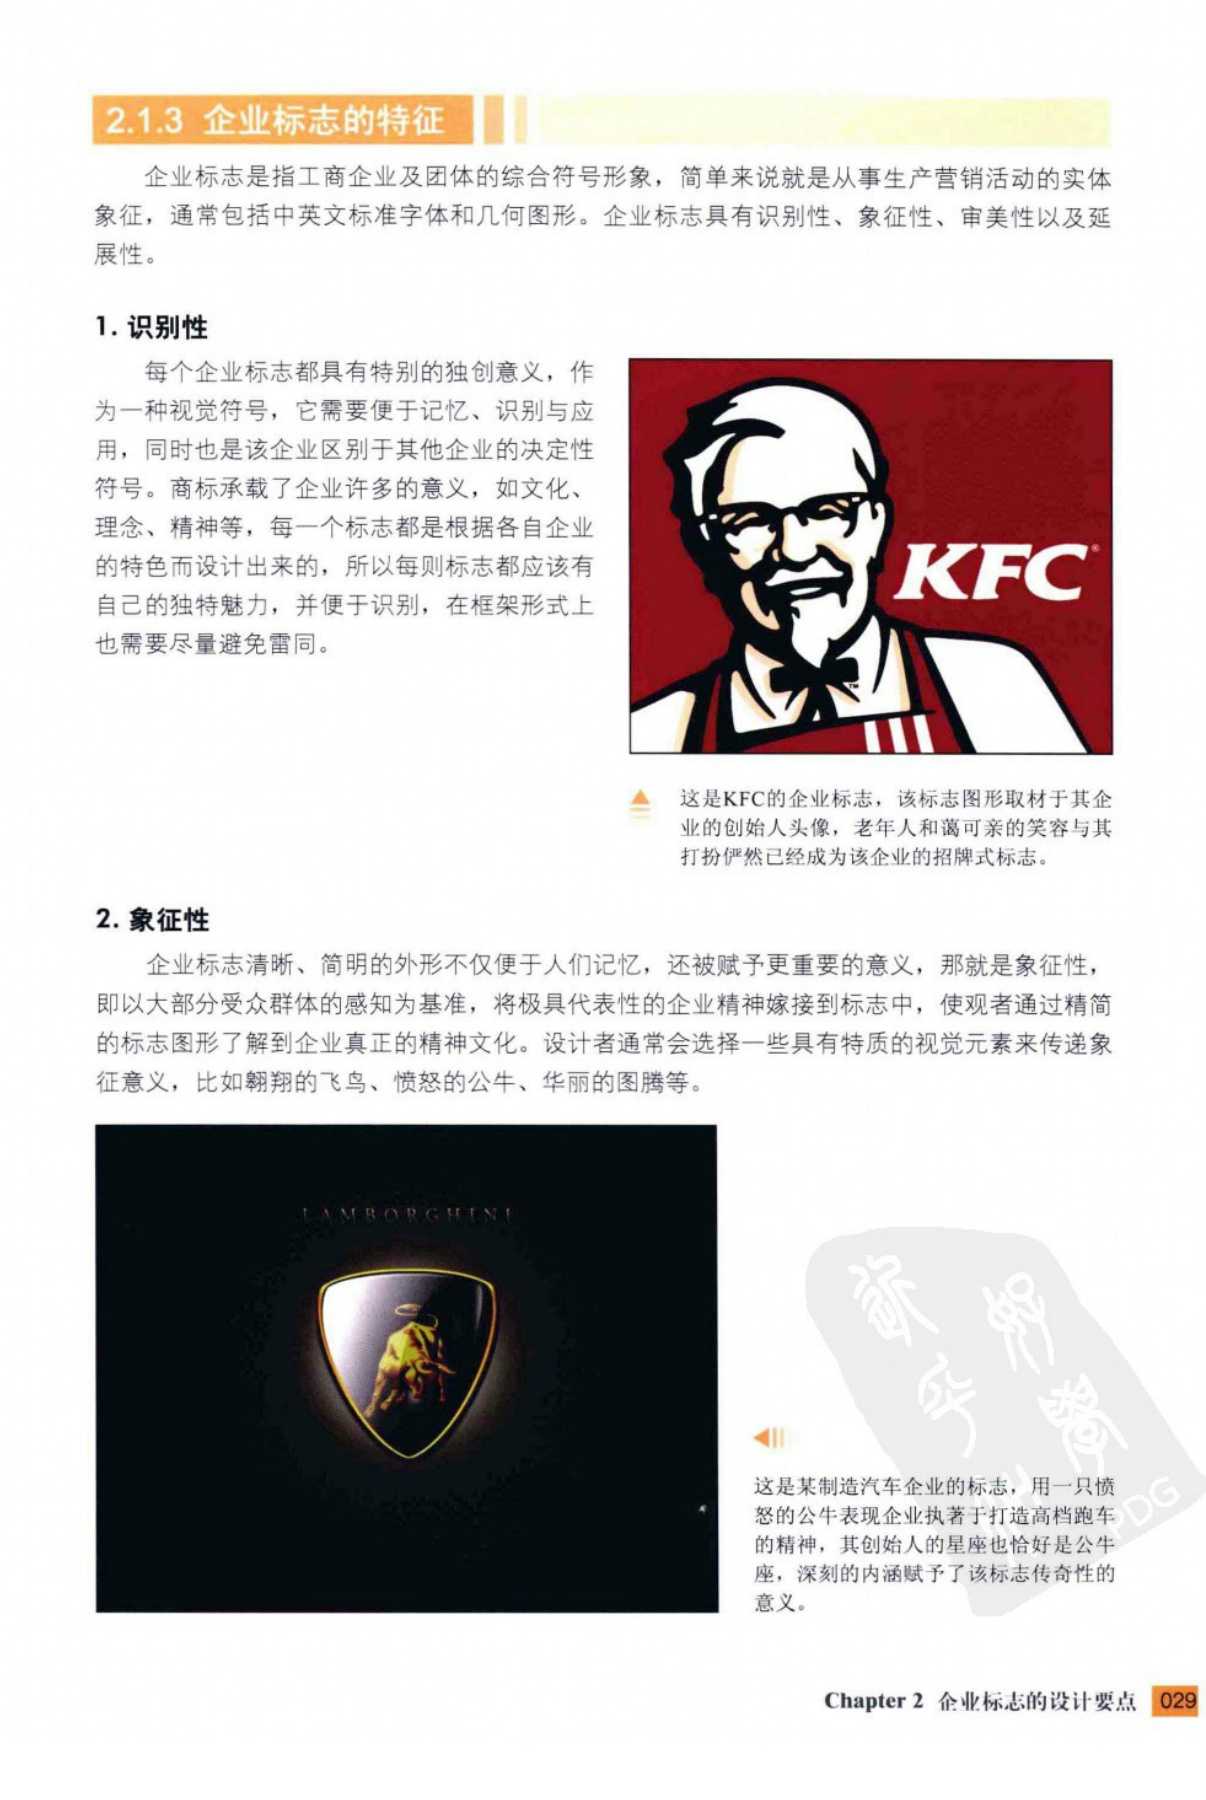 2.1.3 企业标志的特征
企业标志是指工商企业及团体的综合符号形象，简单来说就是从事生产营销活动的实体
象征，通常包括中英文标准字体和几何图形。企业标志具有识别性、象征性、审美性以及延
展性。
1. 识别性
每个企业标志都具有特别的独创意义，作
为一种视觉符号，它需要便于记忆、识别与应
用，同时也是该企业区别于其他企业的决定性
符号。商标承载了企业许多的意义，如文化、
理念、精神等，每一个标志都是根据各自企业
的特色而设计出来的，所以每则标志都应该有
自己的独特魅力，并便于识别，在框架形式上
也需要尽量避免雷同。
KFC®
TM
这是KFC的企业标志，该标志图形取材于其企
业的创始人头像，老年人和蔼可亲的笑容与其
打扮俨然已经成为该企业的招牌式标志。
2. 象征性
企业标志清晰、简明的外形不仅便于人们记忆，还被赋予更重要的意义，那就是象征性，
即以大部分受众群体的感知为基准，将极具代表性的企业精神嫁接到标志中，使观者通过精简
的标志图形了解到企业真正的精神文化。设计者通常会选择一些具有特质的视觉元素来传递象
征意义，比如翱翔的飞鸟、愤怒的公牛、华丽的图腾等。
LAMBORGHINI
这是某制造汽车企业的标志，用一只愤
怒的公牛表现企业执著于打造高档跑车
的精神，其创始人的星座也恰好是公牛
座，深刻的内涵赋予了该标志传奇性的
意义。
PDG
Chapter 2 企业标志的设计要点 029